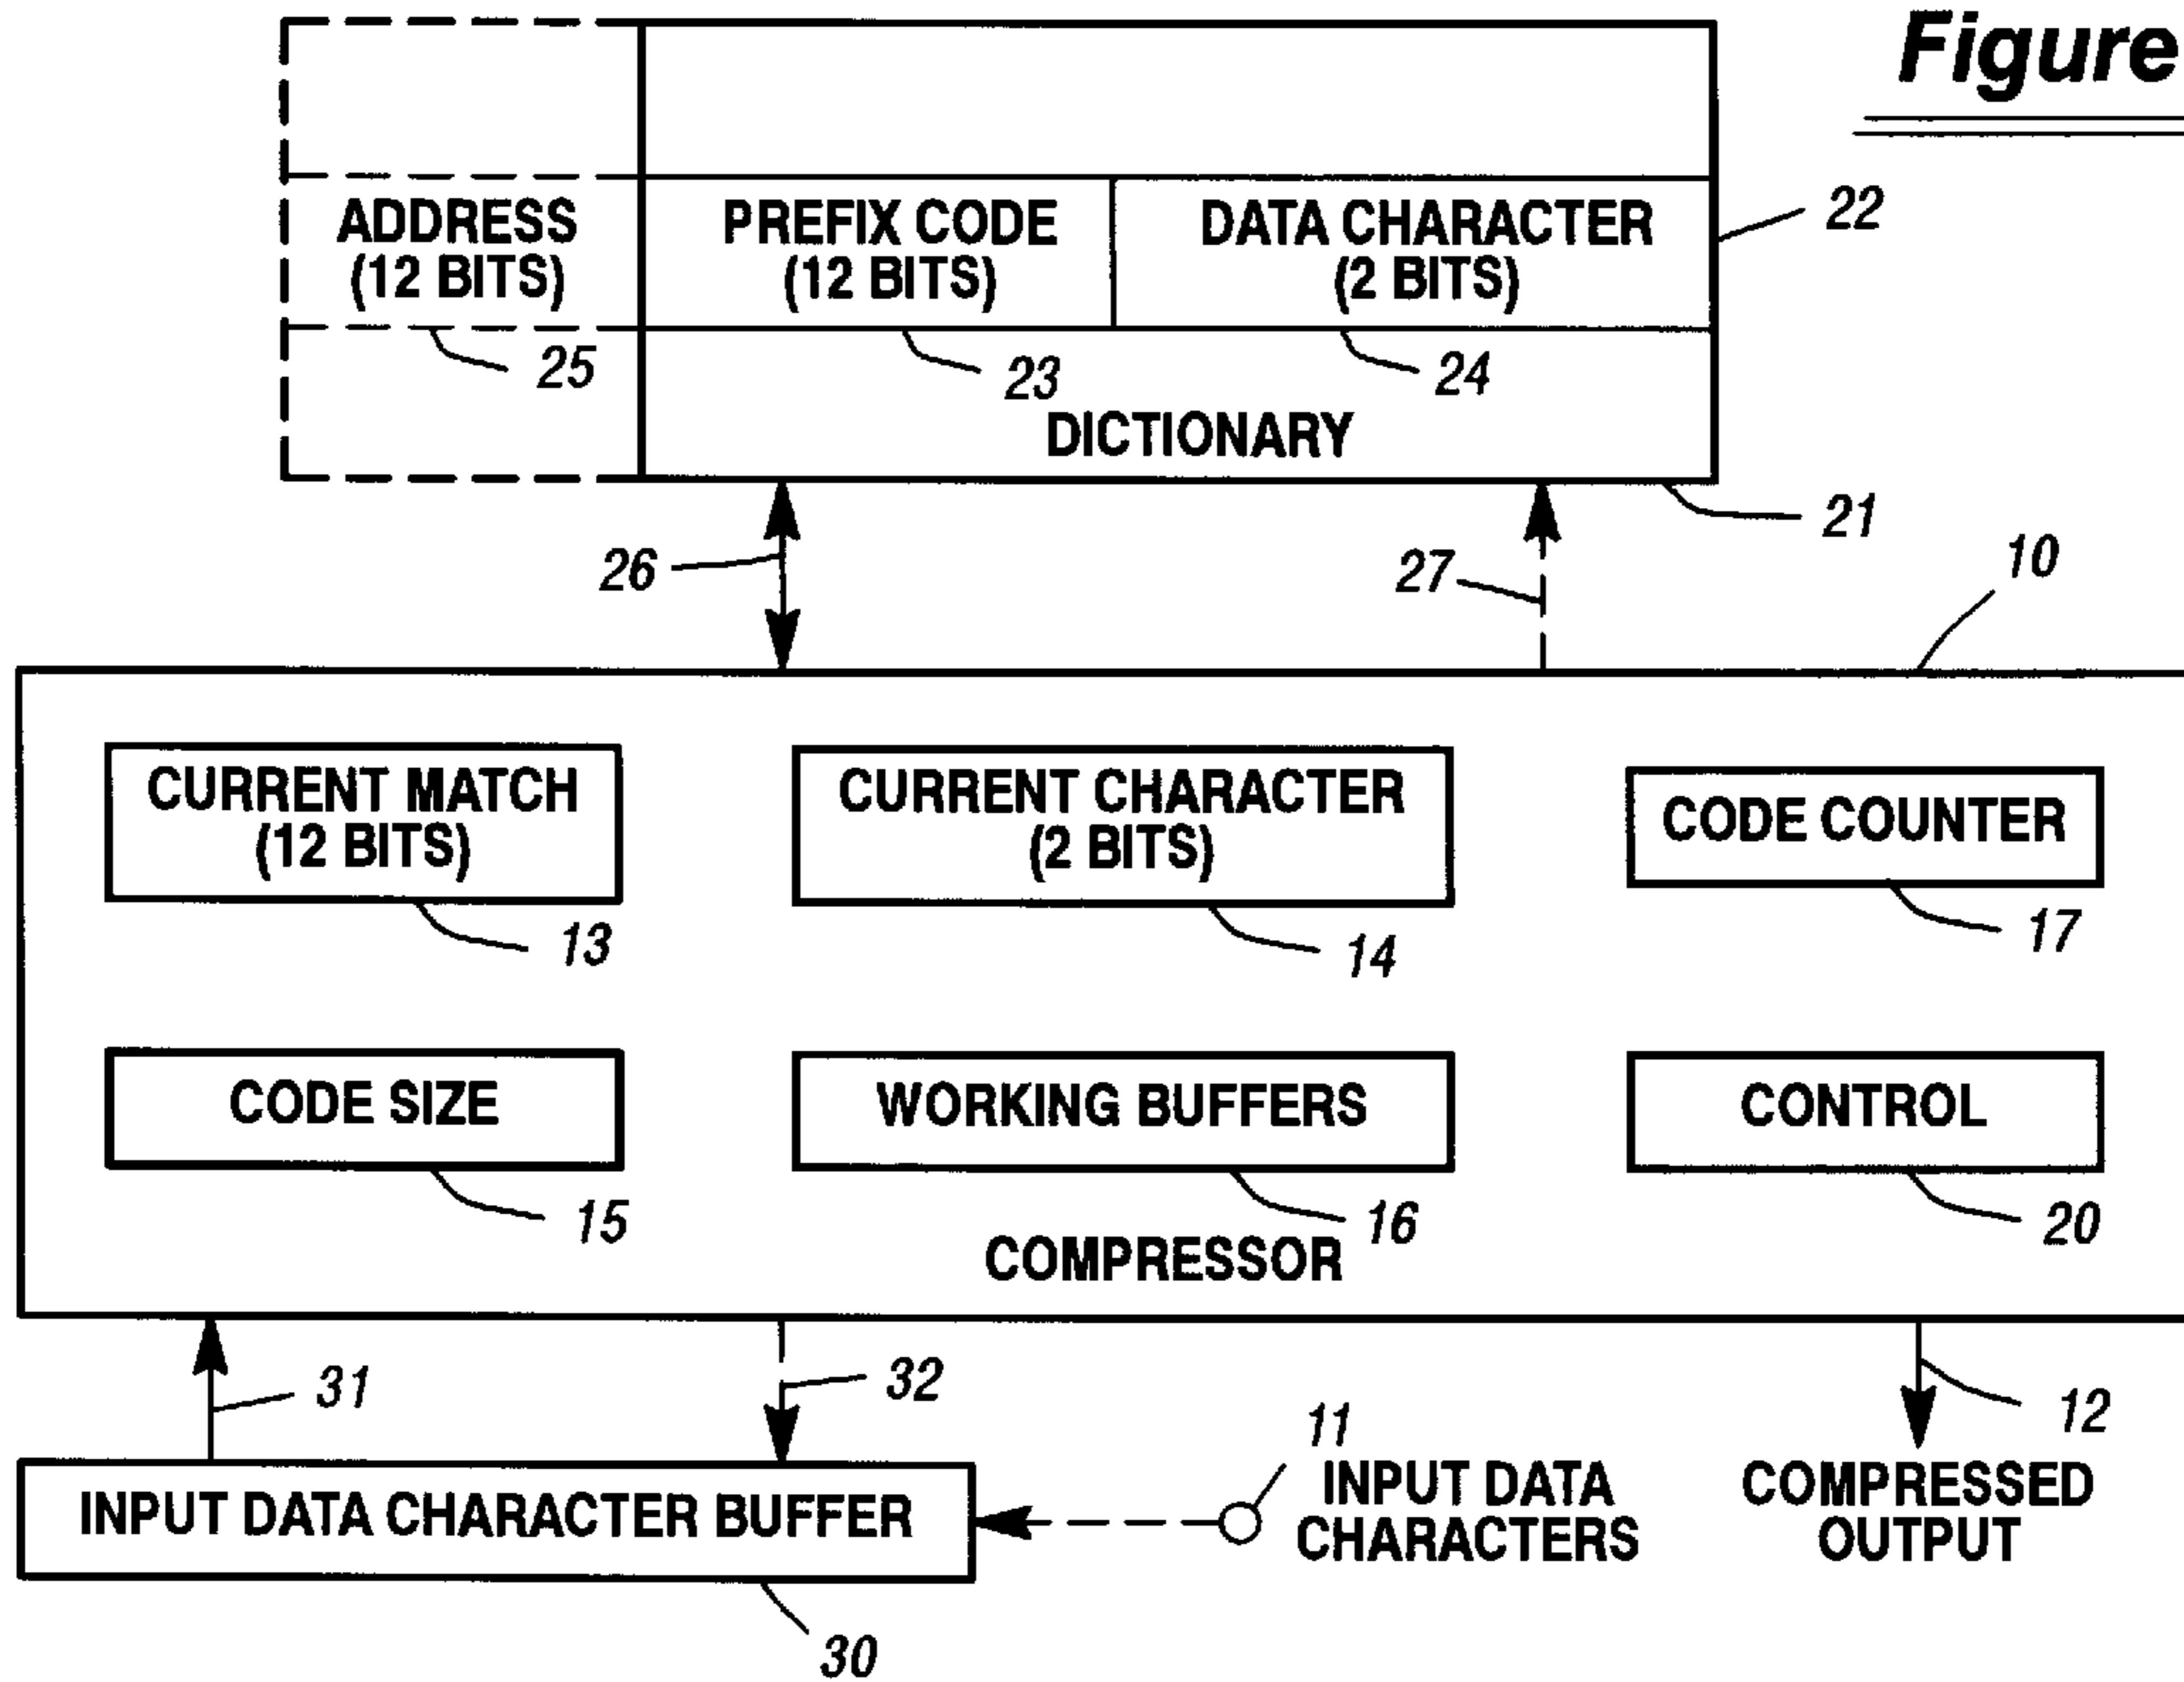 Figure
ADDRESS
(12 BITS)
PREFIX CODE
(12 BITS)
DATA CHARACTER
(2 BITS)
22
25
23
24
DICTIONARY
21
26
27
10
CURRENT MATCH
(12 BITS)
CURRENT CHARACTER
(2 BITS)
CODE COUNTER
13
14
17
CODE SIZE
WORKING BUFFERS
CONTROL
15
16
20
COMPRESSOR
31
32
11
12
INPUT DATA CHARACTER BUFFER
INPUT DATA
CHARACTERS
COMPRESSED
OUTPUT
30